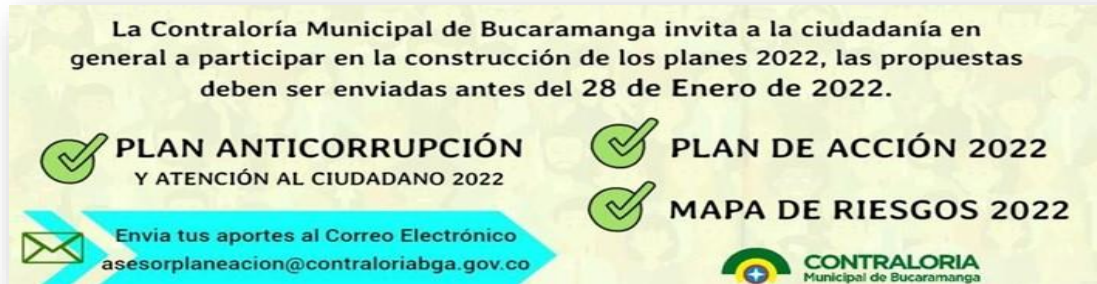 La Contraloría Municipal de Bucaramanga invita a la ciudadanía en
general a participar en la construcción de los planes 2022, las propuestas
deben ser enviadas antes del 28 de Enero de 2022.
PLAN ANTICORRUPCIÓN
Y ATENCIÓN AL CIUDADANO 2022
PLAN DE ACCIÓN 2022
MAPA DE RIESGOS 2022
Envia tus aportes al Correo Electrónico
asesorplaneacion@contraloriabga.gov.co
CONTRALORIA
Municipal de Bucaramanga